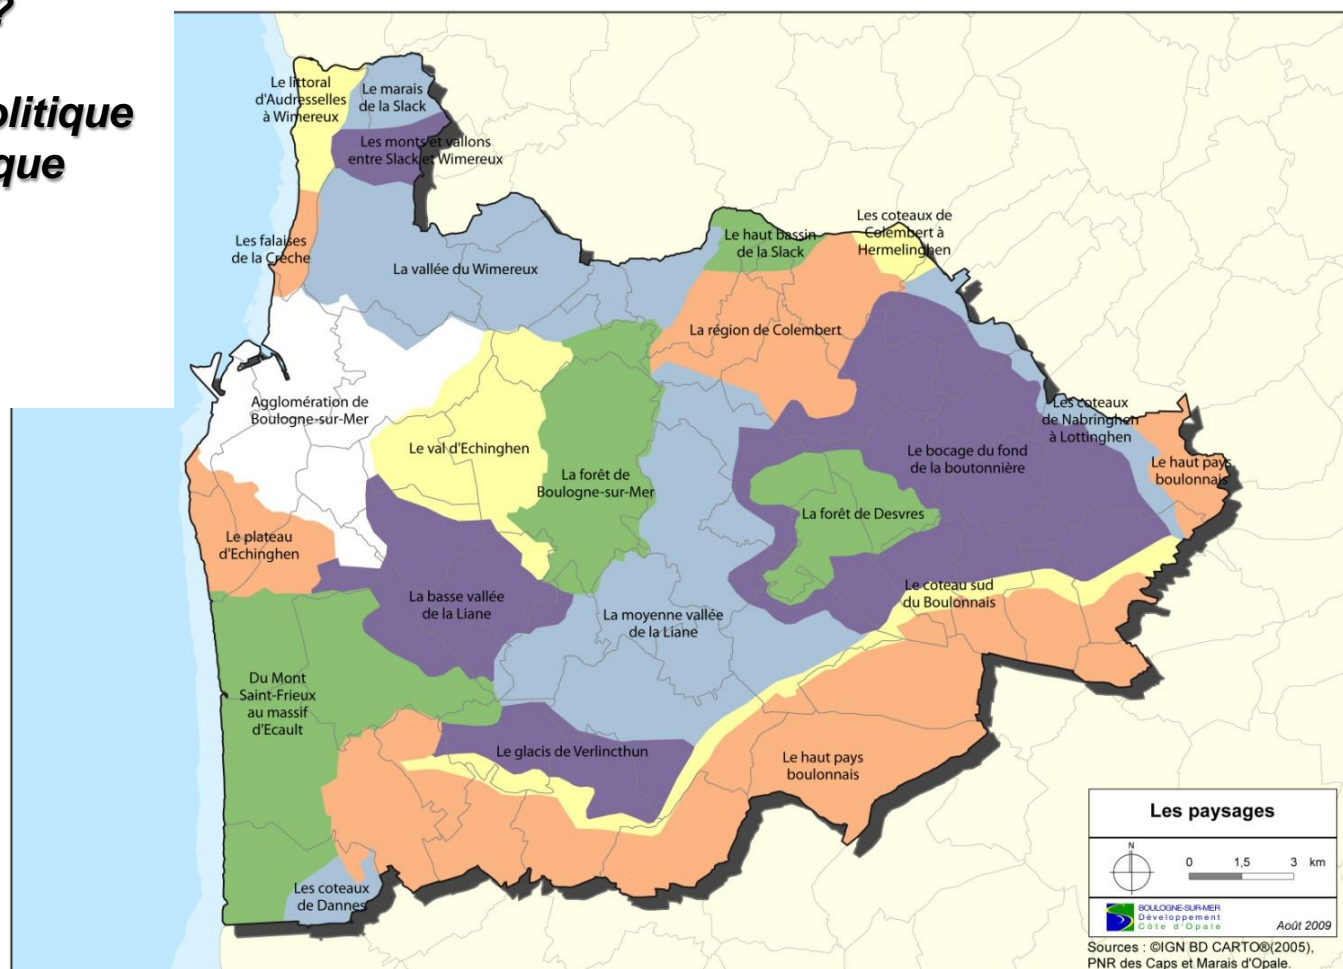 ?
olitique
que
Le littoral
d'Audresselles
à Wimereux
Le marais
de la Slack
Les monts et vallons
entre Slack et Wimereux
Les falaises
de la Crèche
La vallée du Wimereux
Le haut bassin
de la Slack
Les coteaux de
Colembert à
Hermelinghen
La région de Colembert
Agglomération de
Boulogne-sur-Mer
Le val d'Echinghen
La forêt de
Boulogne-sur-Mer
Le bocage du fond
de la boutonnière
Les coteaux
de Nabringhen
à Lottinghen
Le haut pays
boulonnais
La forêt de Desvres
Le plateau
d'Echinghen
La basse vallée
de la Liane
La moyenne vallée
de la Liane
Le coteau sud
du Boulonnais
Du Mont
Saint-Frieux
au massif
d'Ecault
Le glacis de Verlincthun
Le haut pays
boulonnais
Les coteaux
de Dannes
Les paysages
N
0 1,5 3 km
BOULOGNE-SUR-MER
Développement
Côte d'Opale
Août 2009
Sources : ©IGN BD CARTO®(2005),
PNR des Caps et Marais d'Opale.